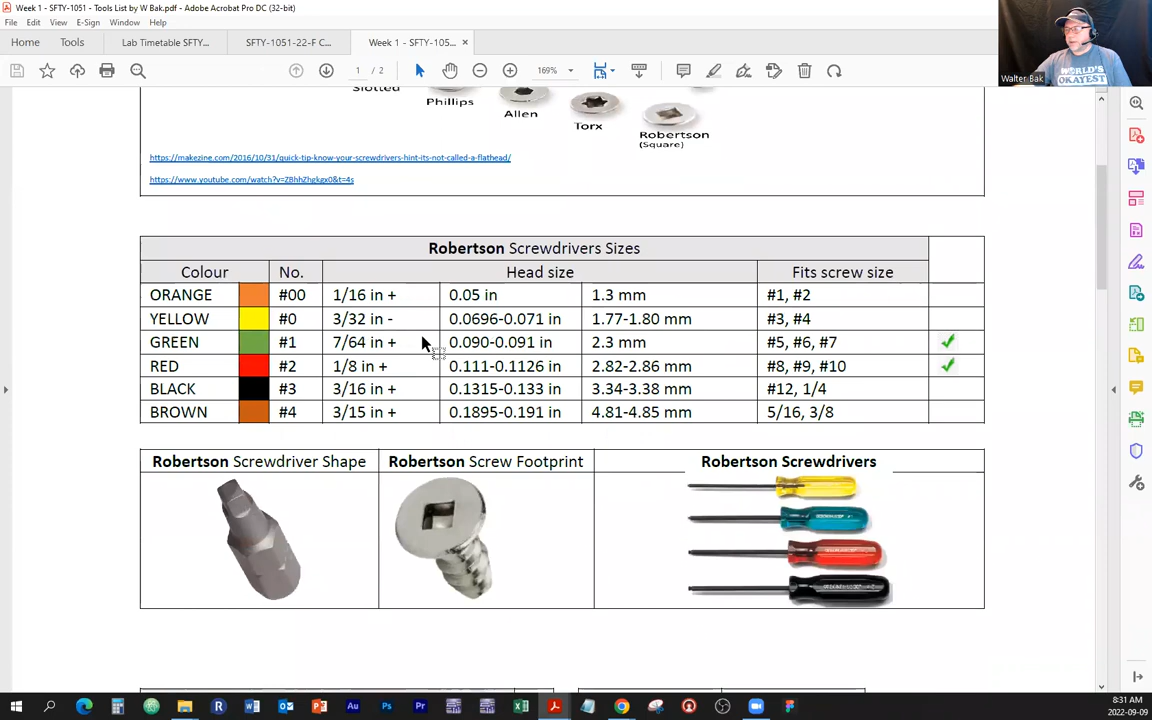 Week 1 - SFTY-1051 - Tools List by W Bak.pdf - Adobe Acrobat Pro DC (32-bit)
File Edit View E-Sign Window Help
Home Tools Lab Timetable SFTY... SFTY-1051-22-F C... Week 1 - SFTY-105... ×
1 / 2 169%
Walter Bak
WORLD'S
OKAYEST
Slotted
Phillips
Allen
Torx
Robertson
(Square)
https://makezine.com/2016/10/31/quick-tip-know-your-screwdrivers-hint-its-not-called-a-flathead/
https://www.youtube.com/watch?v=ZBhhZhgkgx0&t=4s
Robertson Screwdrivers Sizes
Colour No. Head size Fits screw size
ORANGE #00 1/16 in + 0.05 in 1.3 mm #1, #2
YELLOW #0 3/32 in - 0.0696-0.071 in 1.77-1.80 mm #3, #4
GREEN #1 7/64 in + 0.090-0.091 in 2.3 mm #5, #6, #7
RED #2 1/8 in + 0.111-0.1126 in 2.82-2.86 mm #8, #9, #10
BLACK #3 3/16 in + 0.1315-0.133 in 3.34-3.38 mm #12, 1/4
BROWN #4 3/15 in + 0.1895-0.191 in 4.81-4.85 mm 5/16, 3/8
Robertson Screwdriver Shape Robertson Screw Footprint Robertson Screwdrivers
8:31 AM
2022-09-09